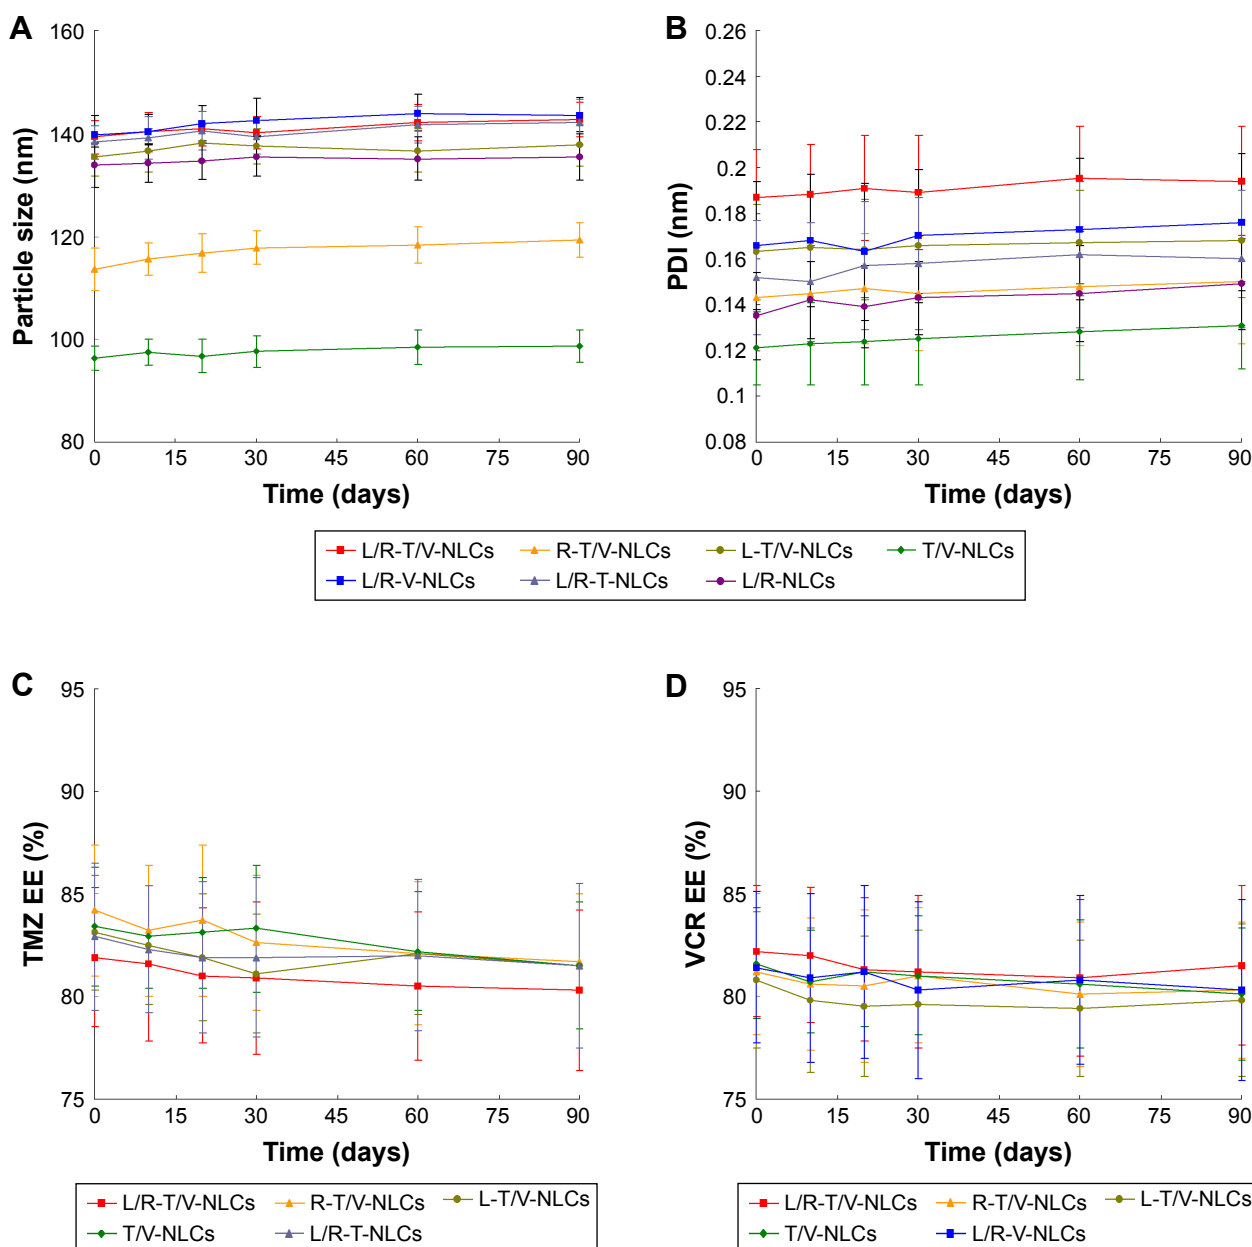 A
160
140
120
100
80
Particle size (nm)
0 15 30 45 60 75 90
Time (days)
B
0.26
0.24
0.22
0.2
0.18
0.16
0.14
0.12
0.1
0.08
PDI (nm)
0 15 30 45 60 75 90
Time (days)
L/R-T/V-NLCs R-T/V-NLCs L-T/V-NLCs T/V-NLCs
L/R-V-NLCs L/R-T-NLCs L/R-NLCs
C
95
90
85
80
75
TMZ EE (%)
0 15 30 45 60 75 90
Time (days)
L/R-T/V-NLCs R-T/V-NLCs L-T/V-NLCs
T/V-NLCs L/R-T-NLCs
D
95
90
85
80
75
VCR EE (%)
0 15 30 45 60 75 90
Time (days)
L/R-T/V-NLCs R-T/V-NLCs L-T/V-NLCs
T/V-NLCs L/R-V-NLCs